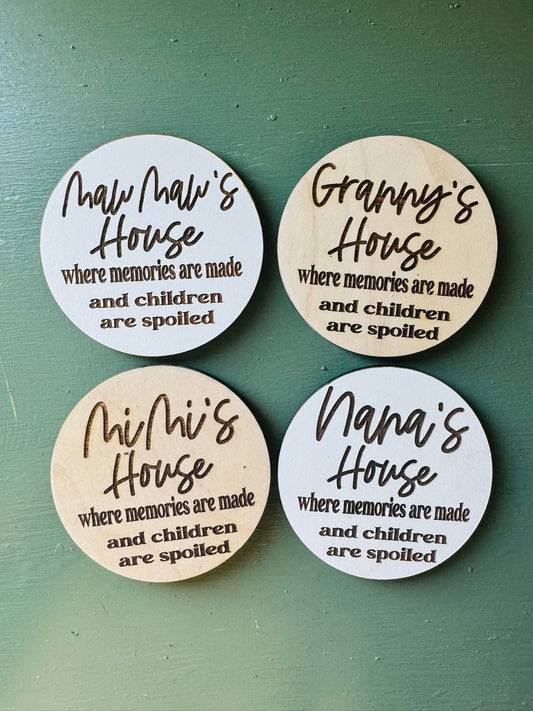 Maw Maw's
House
where memories are made
and children
are spoiled
Granny's
House
where memories are made
and children
are spoiled
MiMi's
House
where memories are made
and children
are spoiled
Nana's
House
where memories are made
and children
are spoiled